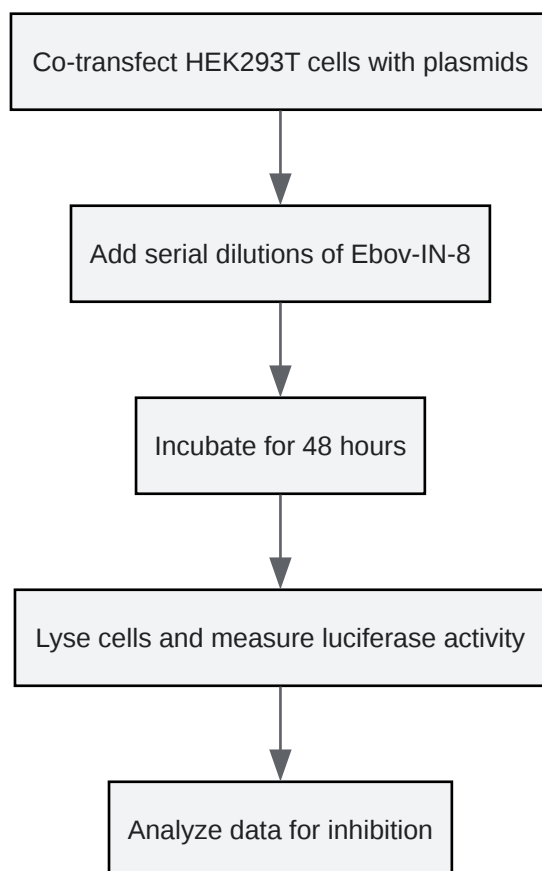 Co-transfect HEK293T cells with plasmids
Add serial dilutions of Ebov-IN-8
Incubate for 48 hours
Lyse cells and measure luciferase activity
Analyze data for inhibition